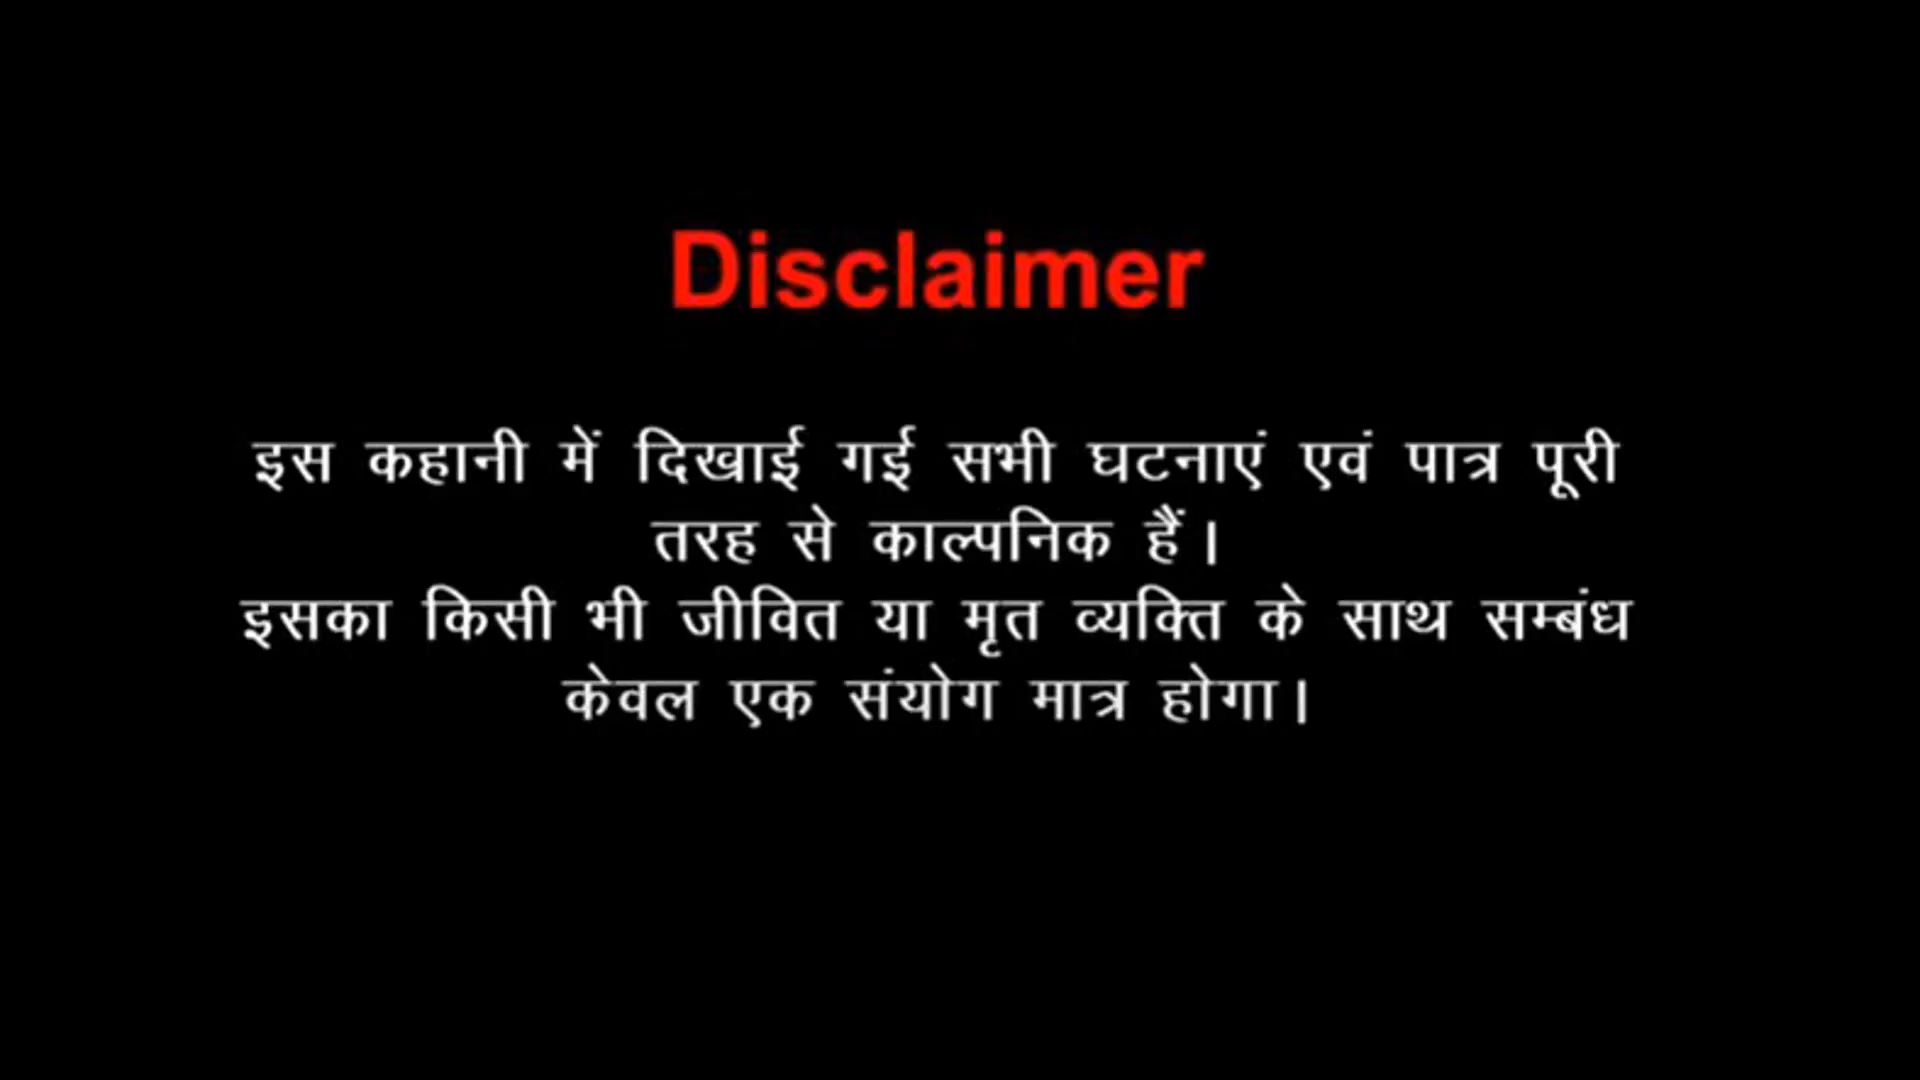 Disclaimer
इस कहानी में दिखाई गई सभी घटनाएं एवं पात्र पूरी
तरह से काल्पनिक हैं।
इसका किसी भी जीवित या मृत व्यक्ति के साथ सम्बंध
केवल एक संयोग मात्र होगा।